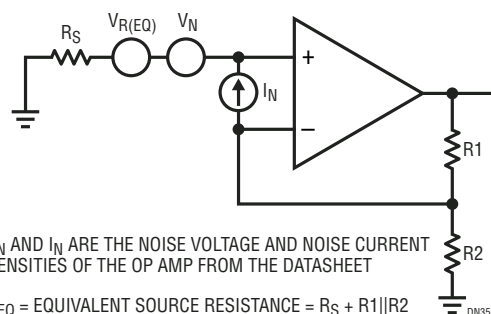 RS
VR(EQ)
VN
+
IN
–
R1
R2
N AND IN ARE THE NOISE VOLTAGE AND NOISE CURRENT
ENSITIES OF THE OP AMP FROM THE DATASHEET
EQ = EQUIVALENT SOURCE RESISTANCE = RS + R1||R2
DN35